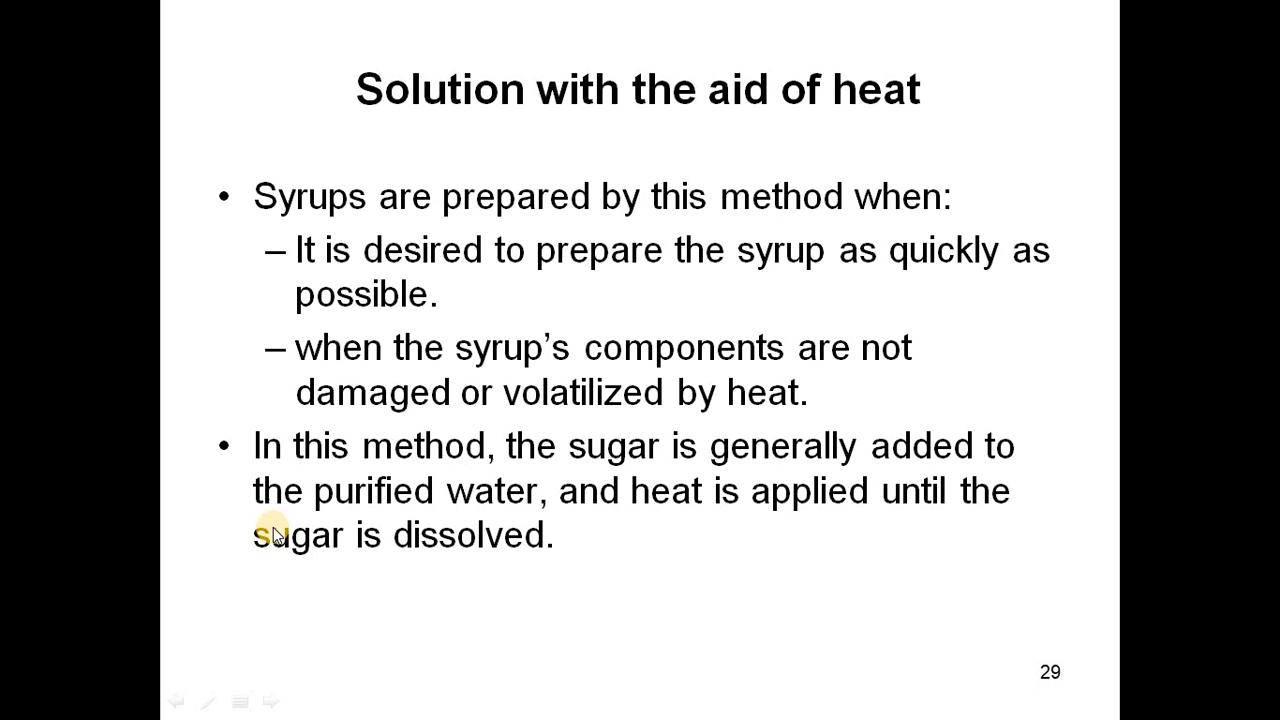 Solution with the aid of heat
• Syrups are prepared by this method when:
– It is desired to prepare the syrup as quickly as
possible.
– when the syrup’s components are not
damaged or volatilized by heat.
• In this method, the sugar is generally added to
the purified water, and heat is applied until the
sugar is dissolved.
29